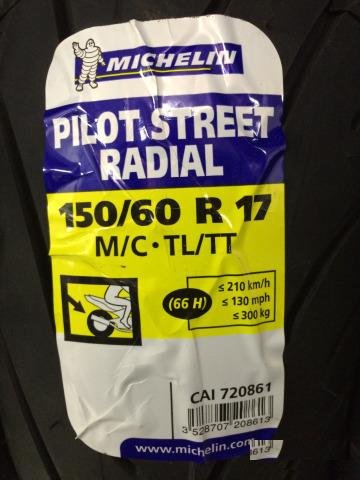 MICHELIN
PILOT STREET
RADIAL
150/60 R 17
M/C · TL/TT
(66 H)
≤ 210 km/h
≤ 130 mph
≤ 300 kg
CAI 720861
3 528707 208613
www.michelin.com